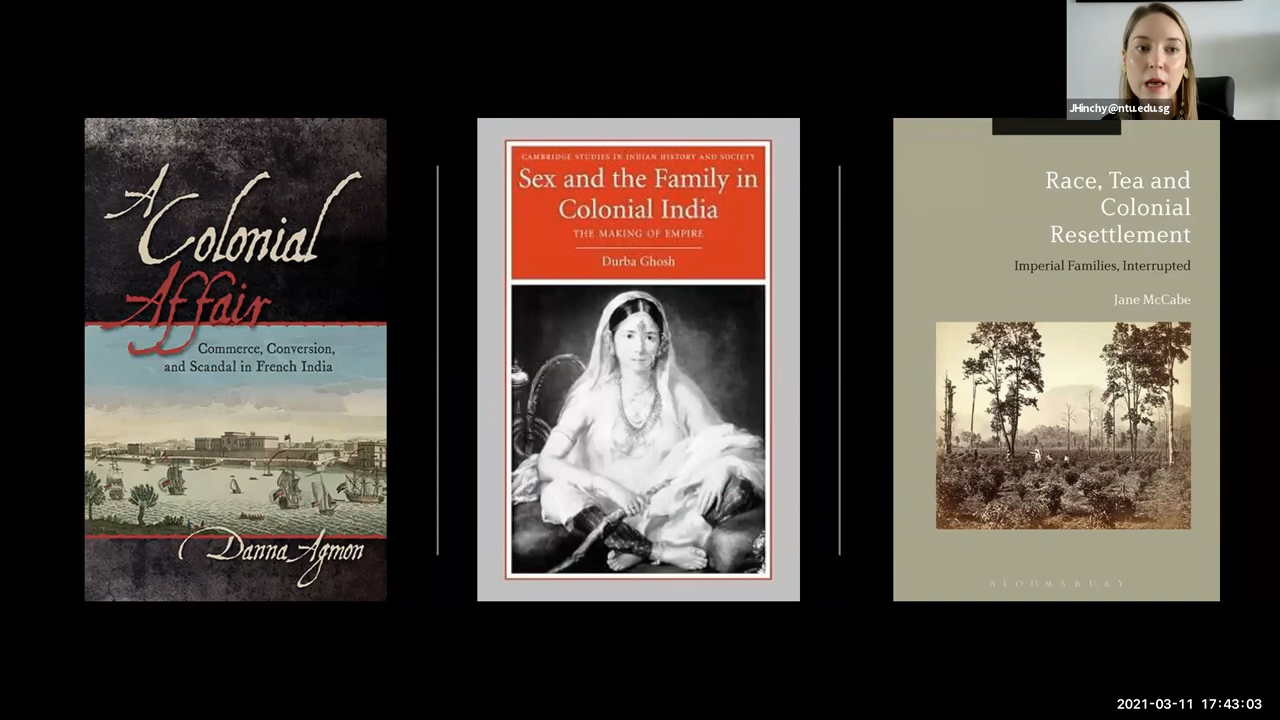 A
Colonial
Affair
Commerce, Conversion,
and Scandal in French India
Danna Agmon
CAMBRIDGE STUDIES IN INDIAN HISTORY AND SOCIETY
Sex and the Family in
Colonial India
THE MAKING OF EMPIRE
Durba Ghosh
Race, Tea and
Colonial
Resettlement
Imperial Families, Interrupted
Jane McCabe
BLOOMSBURY
JHinchy@ntu.edu.sg
2021-03-11 17:43:03